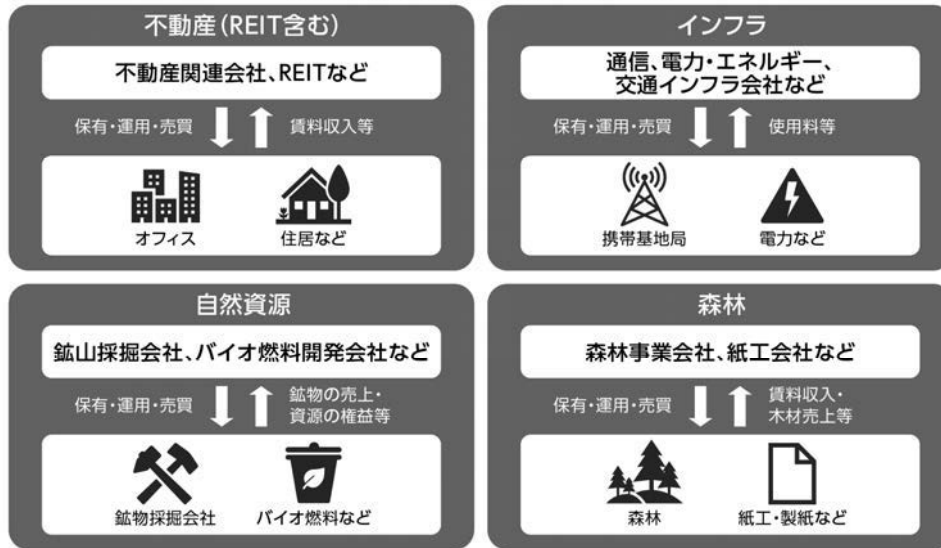 不動産(REIT含む)
不動産関連会社、REITなど
保有・運用・売買
賃料収入等
オフィス
住居など
インフラ
通信、電力・エネルギー、
交通インフラ会社など
保有・運用・売買
使用料等
携帯基地局
電力など
自然資源
鉱山採掘会社、バイオ燃料開発会社など
保有・運用・売買
鉱物の売上・
資源の権益等
鉱物採掘会社
バイオ燃料など
森林
森林事業会社、紙工会社など
保有・運用・売買
賃料収入・
木材売上等
森林
紙工・製紙など